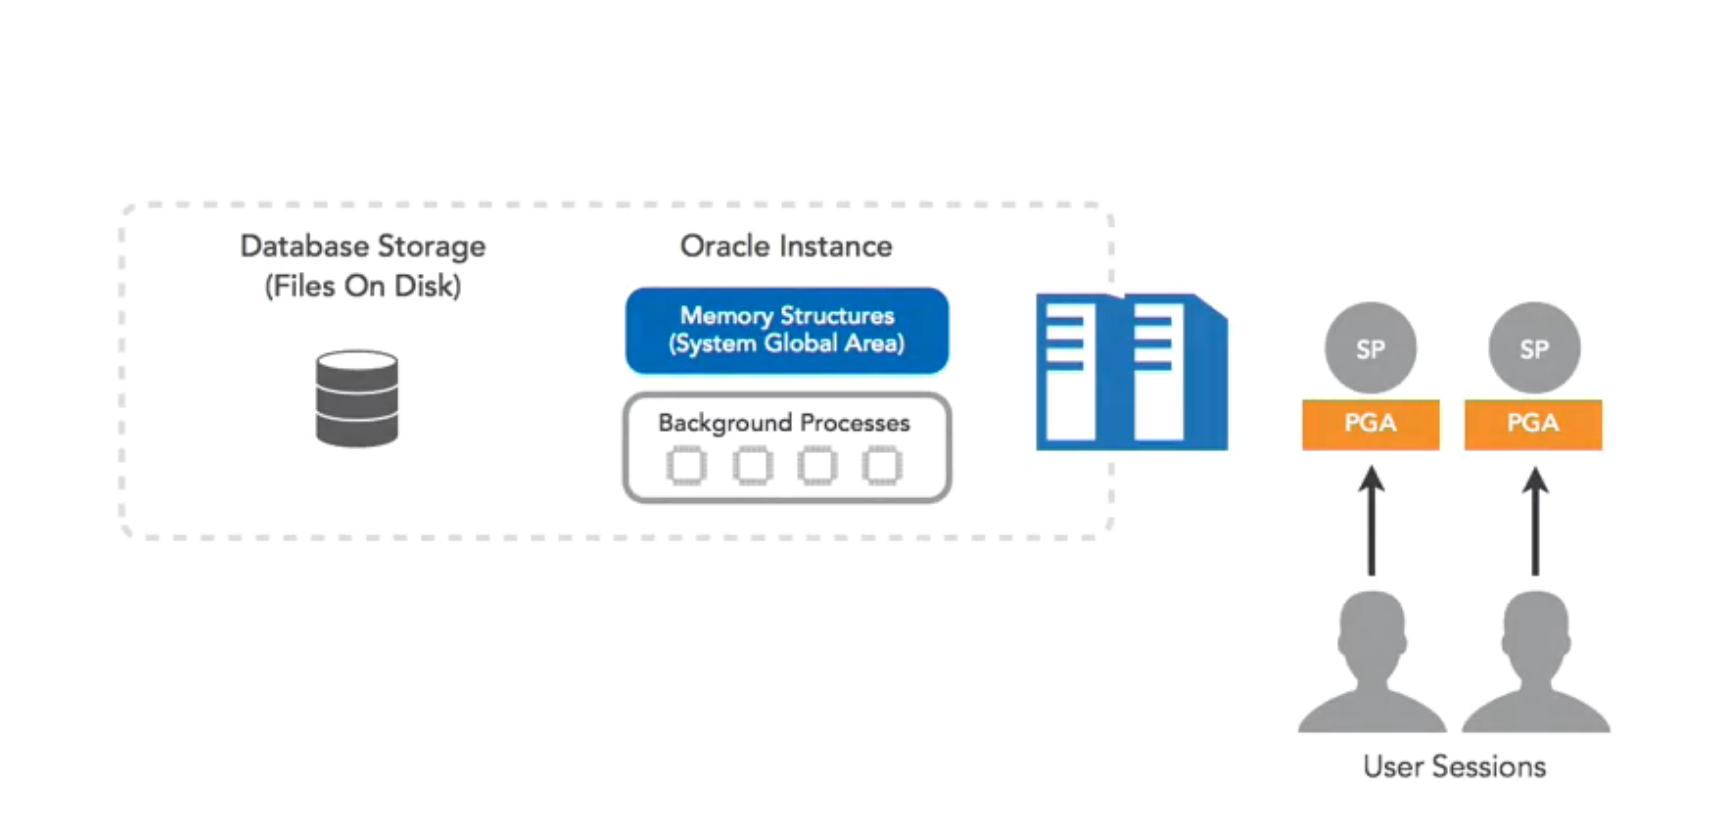 Database Storage
(Files On Disk)
Oracle Instance
Memory Structures
(System Global Area)
Background Processes
SP
PGA
SP
PGA
User Sessions